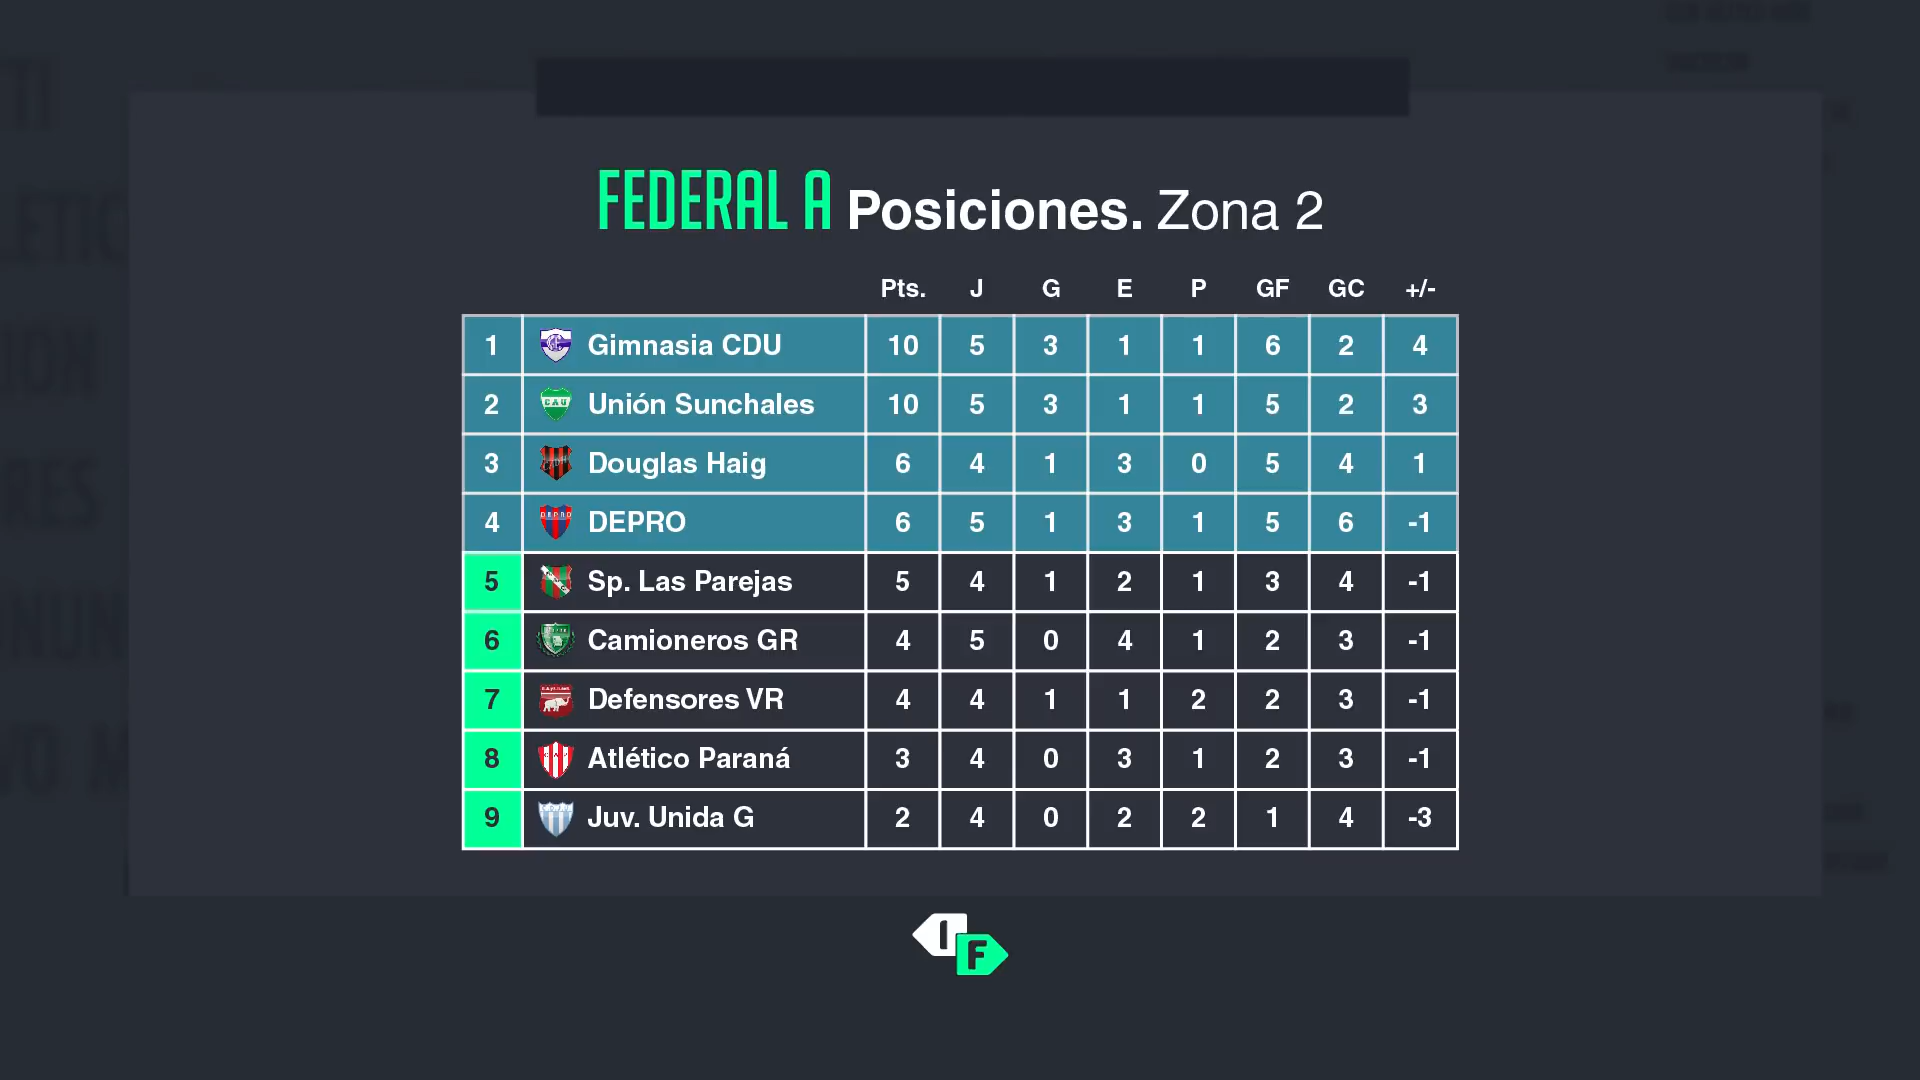 FEDERAL A Posiciones. Zona 2
Pts. J G E P GF GC +/-
1 Gimnasia CDU 10 5 3 1 1 6 2 4
2 Unión Sunchales 10 5 3 1 1 5 2 3
3 Douglas Haig 6 4 1 3 0 5 4 1
4 DEPRO 6 5 1 3 1 5 6 -1
5 Sp. Las Parejas 5 4 1 2 1 3 4 -1
6 Camioneros GR 4 5 0 4 1 2 3 -1
7 Defensores VR 4 4 1 1 2 2 3 -1
8 Atlético Paraná 3 4 0 3 1 2 3 -1
9 Juv. Unida G 2 4 0 2 2 1 4 -3
I F